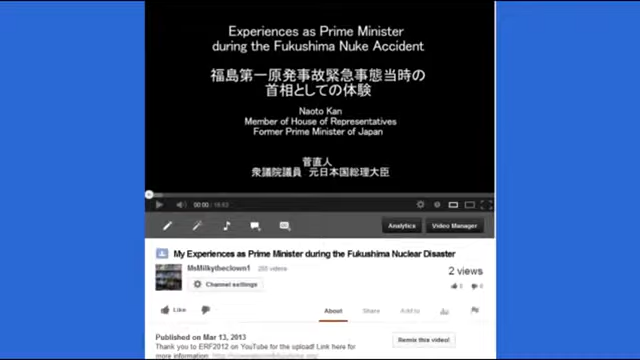 Experiences as Prime Minister
during the Fukushima Nuke Accident
福島第一原発事故緊急事態当時の
首相としての体験
Naoto Kan
Member of House of Representatives
Former Prime Minister of Japan
菅直人
衆議院議員 元日本国総理大臣
00:00
Analytics
Video Manager
My Experiences as Prime Minister during the Fukushima Nuclear Disaster
MsMilkytheclown1
videos
2 views
Channel settings
Like
About
Share
Add to
Published on Mar 13, 2013
Remix this video!
Thank you to ERF2012 on YouTube for the upload! Link here for
more information: